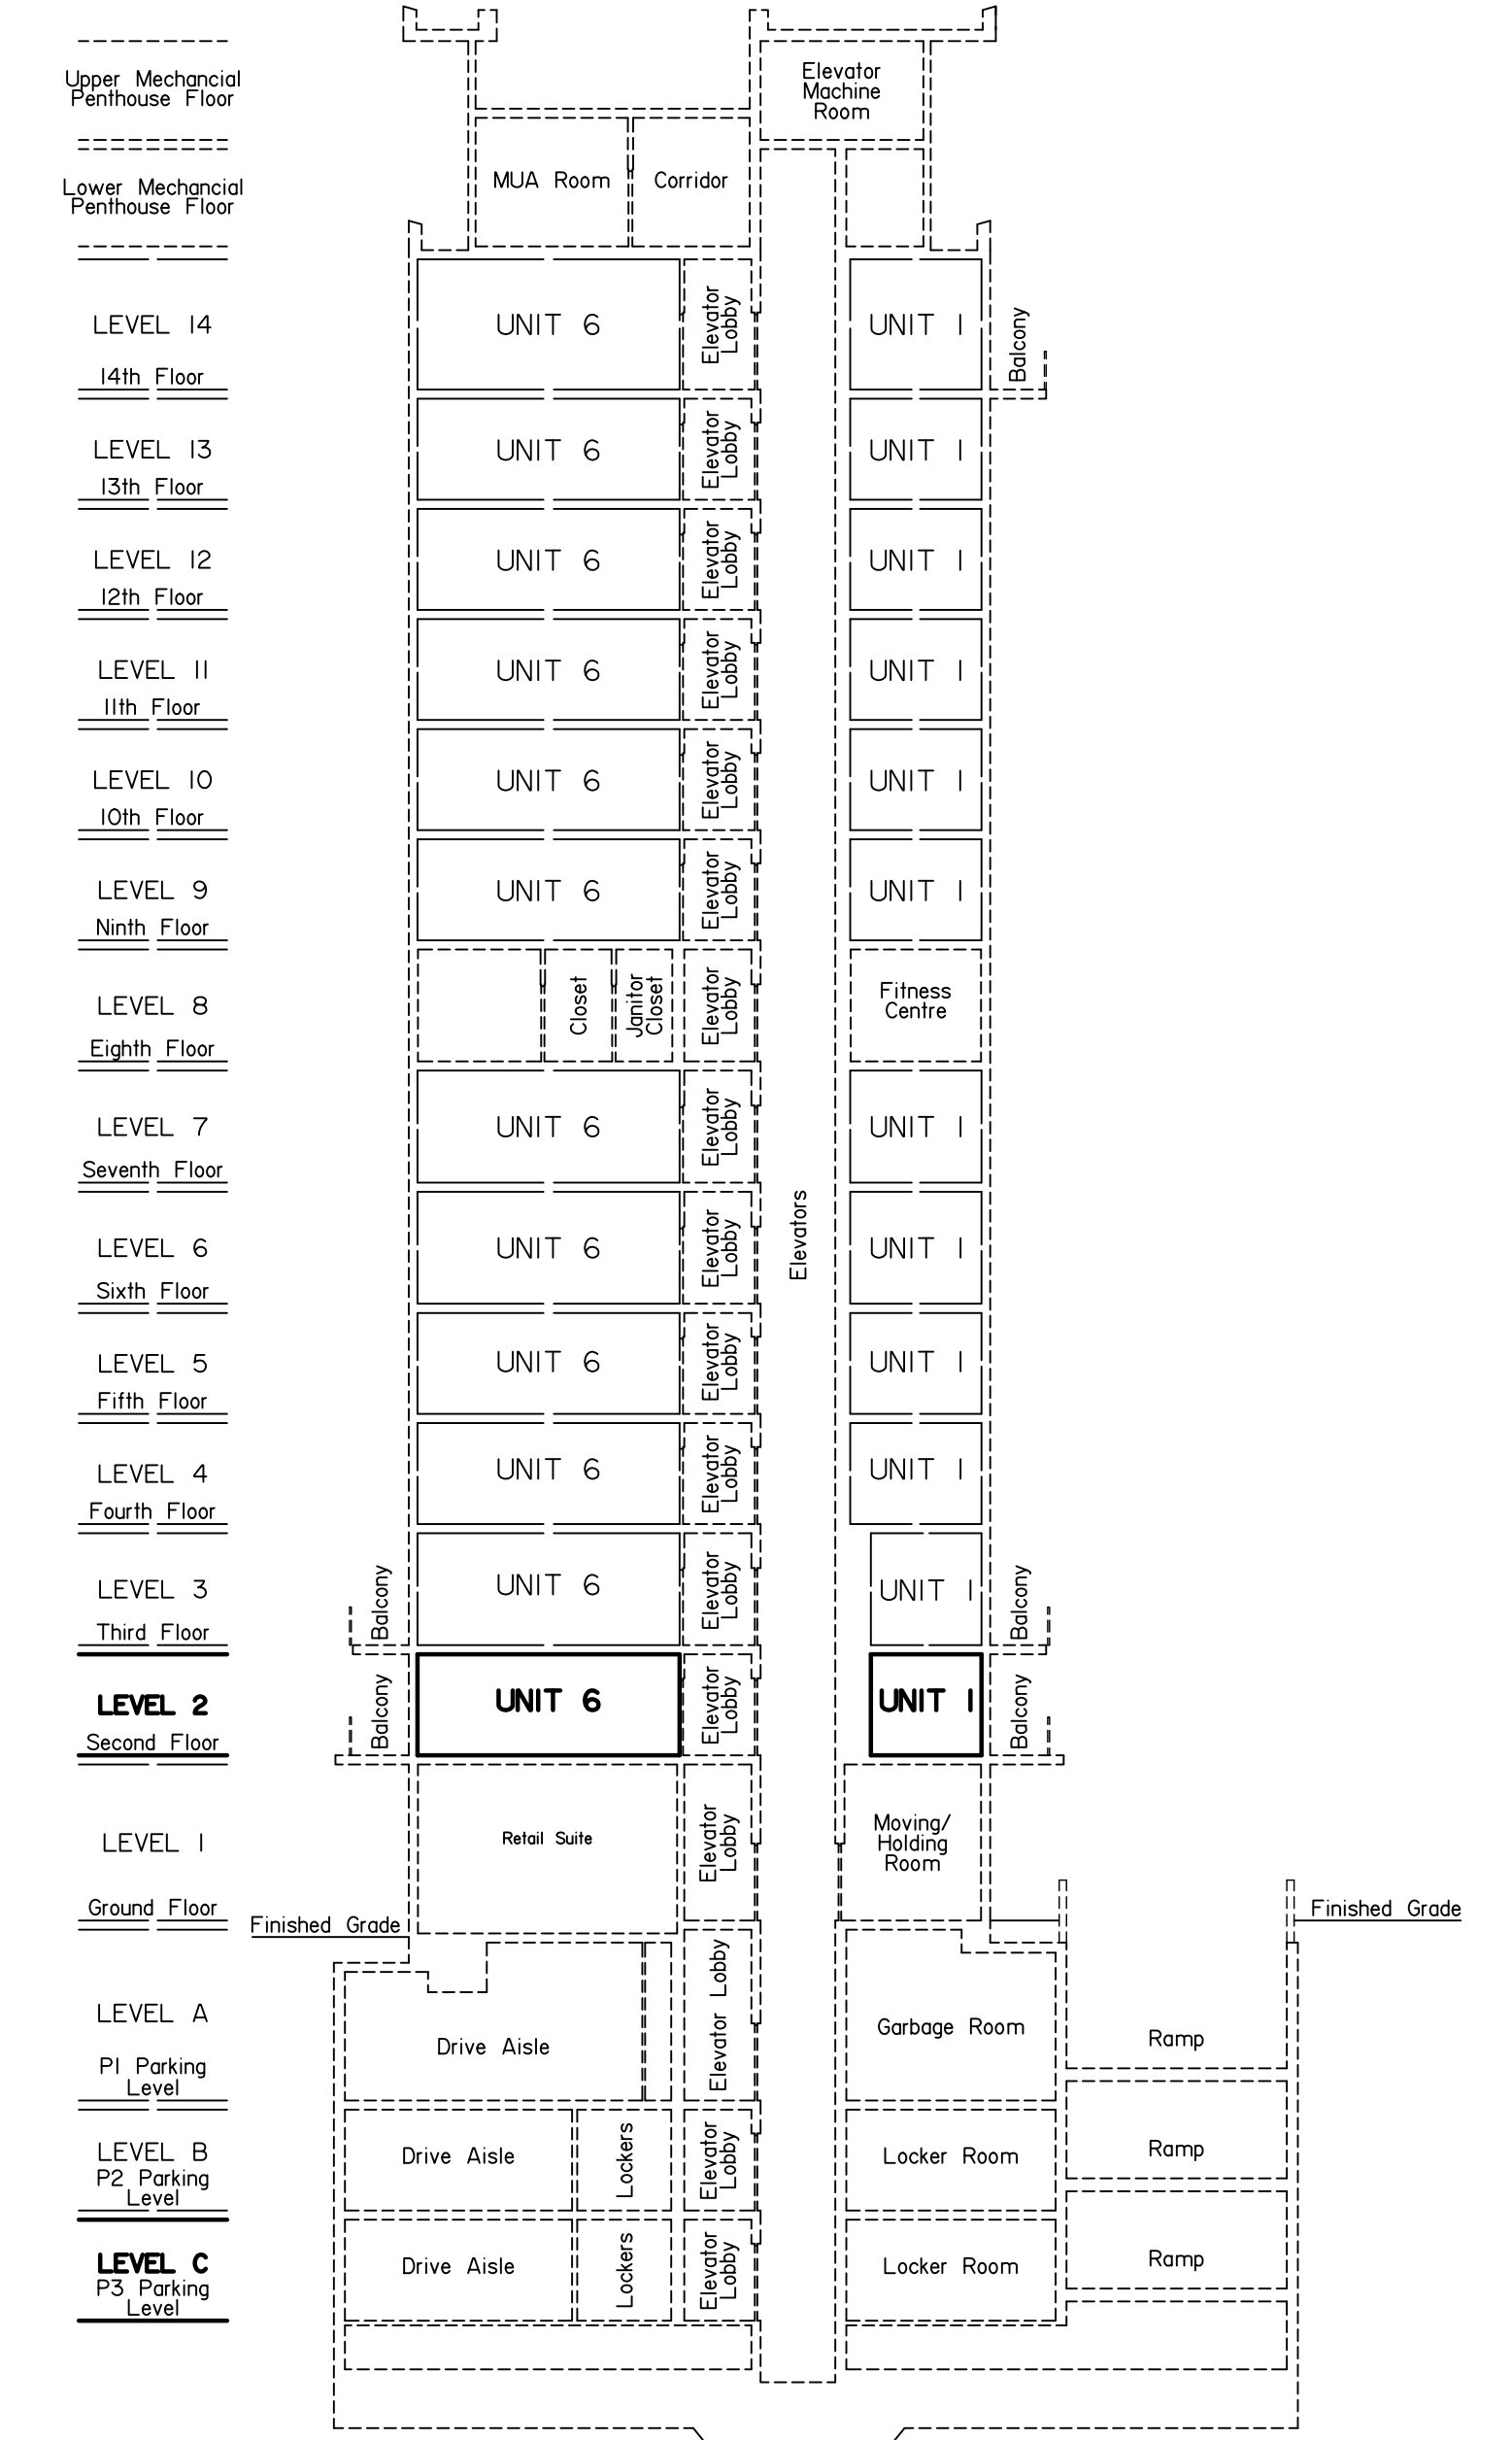 Upper Mechancial
Penthouse Floor
Elevator
Machine
Room
Lower Mechancial
Penthouse Floor
MUA Room
Corridor
LEVEL 14
14th Floor
UNIT 6
Elevator
Lobby
UNIT 1
Balcony
LEVEL 13
13th Floor
UNIT 6
Elevator
Lobby
UNIT 1
LEVEL 12
12th Floor
UNIT 6
Elevator
Lobby
UNIT 1
LEVEL 11
11th Floor
UNIT 6
Elevator
Lobby
UNIT 1
LEVEL 10
10th Floor
UNIT 6
Elevator
Lobby
UNIT 1
LEVEL 9
Ninth Floor
UNIT 6
Elevator
Lobby
UNIT 1
LEVEL 8
Eighth Floor
Closet
Janitor
Closet
Elevator
Lobby
Fitness
Centre
LEVEL 7
Seventh Floor
UNIT 6
Elevator
Lobby
UNIT 1
Elevators
LEVEL 6
Sixth Floor
UNIT 6
Elevator
Lobby
UNIT 1
LEVEL 5
Fifth Floor
UNIT 6
Elevator
Lobby
UNIT 1
LEVEL 4
Fourth Floor
UNIT 6
Elevator
Lobby
UNIT 1
LEVEL 3
Third Floor
Balcony
UNIT 6
Elevator
Lobby
UNIT 1
Balcony
LEVEL 2
Second Floor
Balcony
UNIT 6
Elevator
Lobby
UNIT 1
Balcony
LEVEL 1
Ground Floor
Retail Suite
Elevator
Lobby
Moving/
Holding
Room
Finished Grade
Finished Grade
LEVEL A
P1 Parking
Level
Drive Aisle
Elevator Lobby
Garbage Room
Ramp
LEVEL B
P2 Parking
Level
Drive Aisle
Lockers
Elevator
Lobby
Locker Room
Ramp
LEVEL C
P3 Parking
Level
Drive Aisle
Lockers
Elevator
Lobby
Locker Room
Ramp